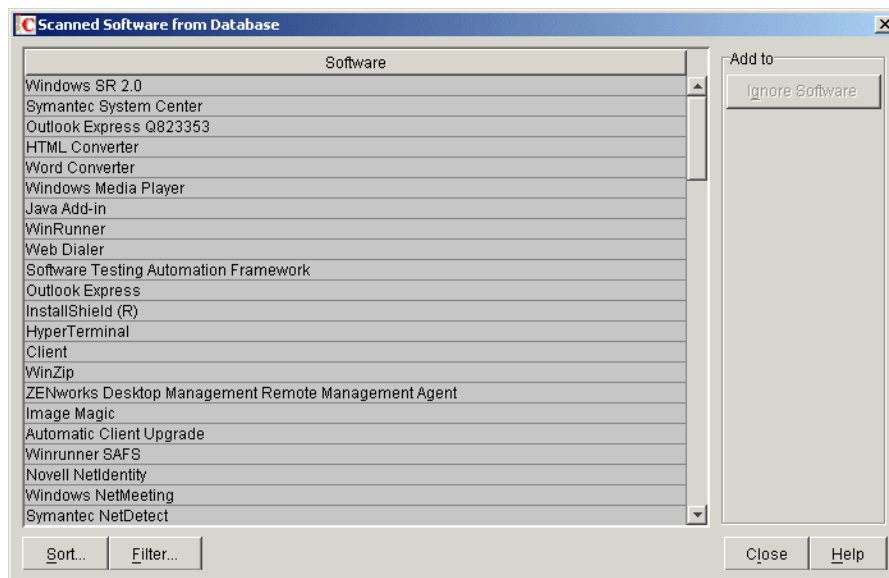 Scanned Software from Database
Software
Windows SR 2.0
Symantec System Center
Outlook Express Q823353
HTML Converter
Word Converter
Windows Media Player
Java Add-in
WinRunner
Web Dialer
Software Testing Automation Framework
Outlook Express
InstallShield (R)
HyperTerminal
Client
WinZip
ZENworks Desktop Management Remote Management Agent
Image Magic
Automatic Client Upgrade
Winrunner SAFS
Novell NetIdentity
Windows NetMeeting
Symantec NetDetect
Add to
Ignore Software
Sort...
Filter...
Close
Help